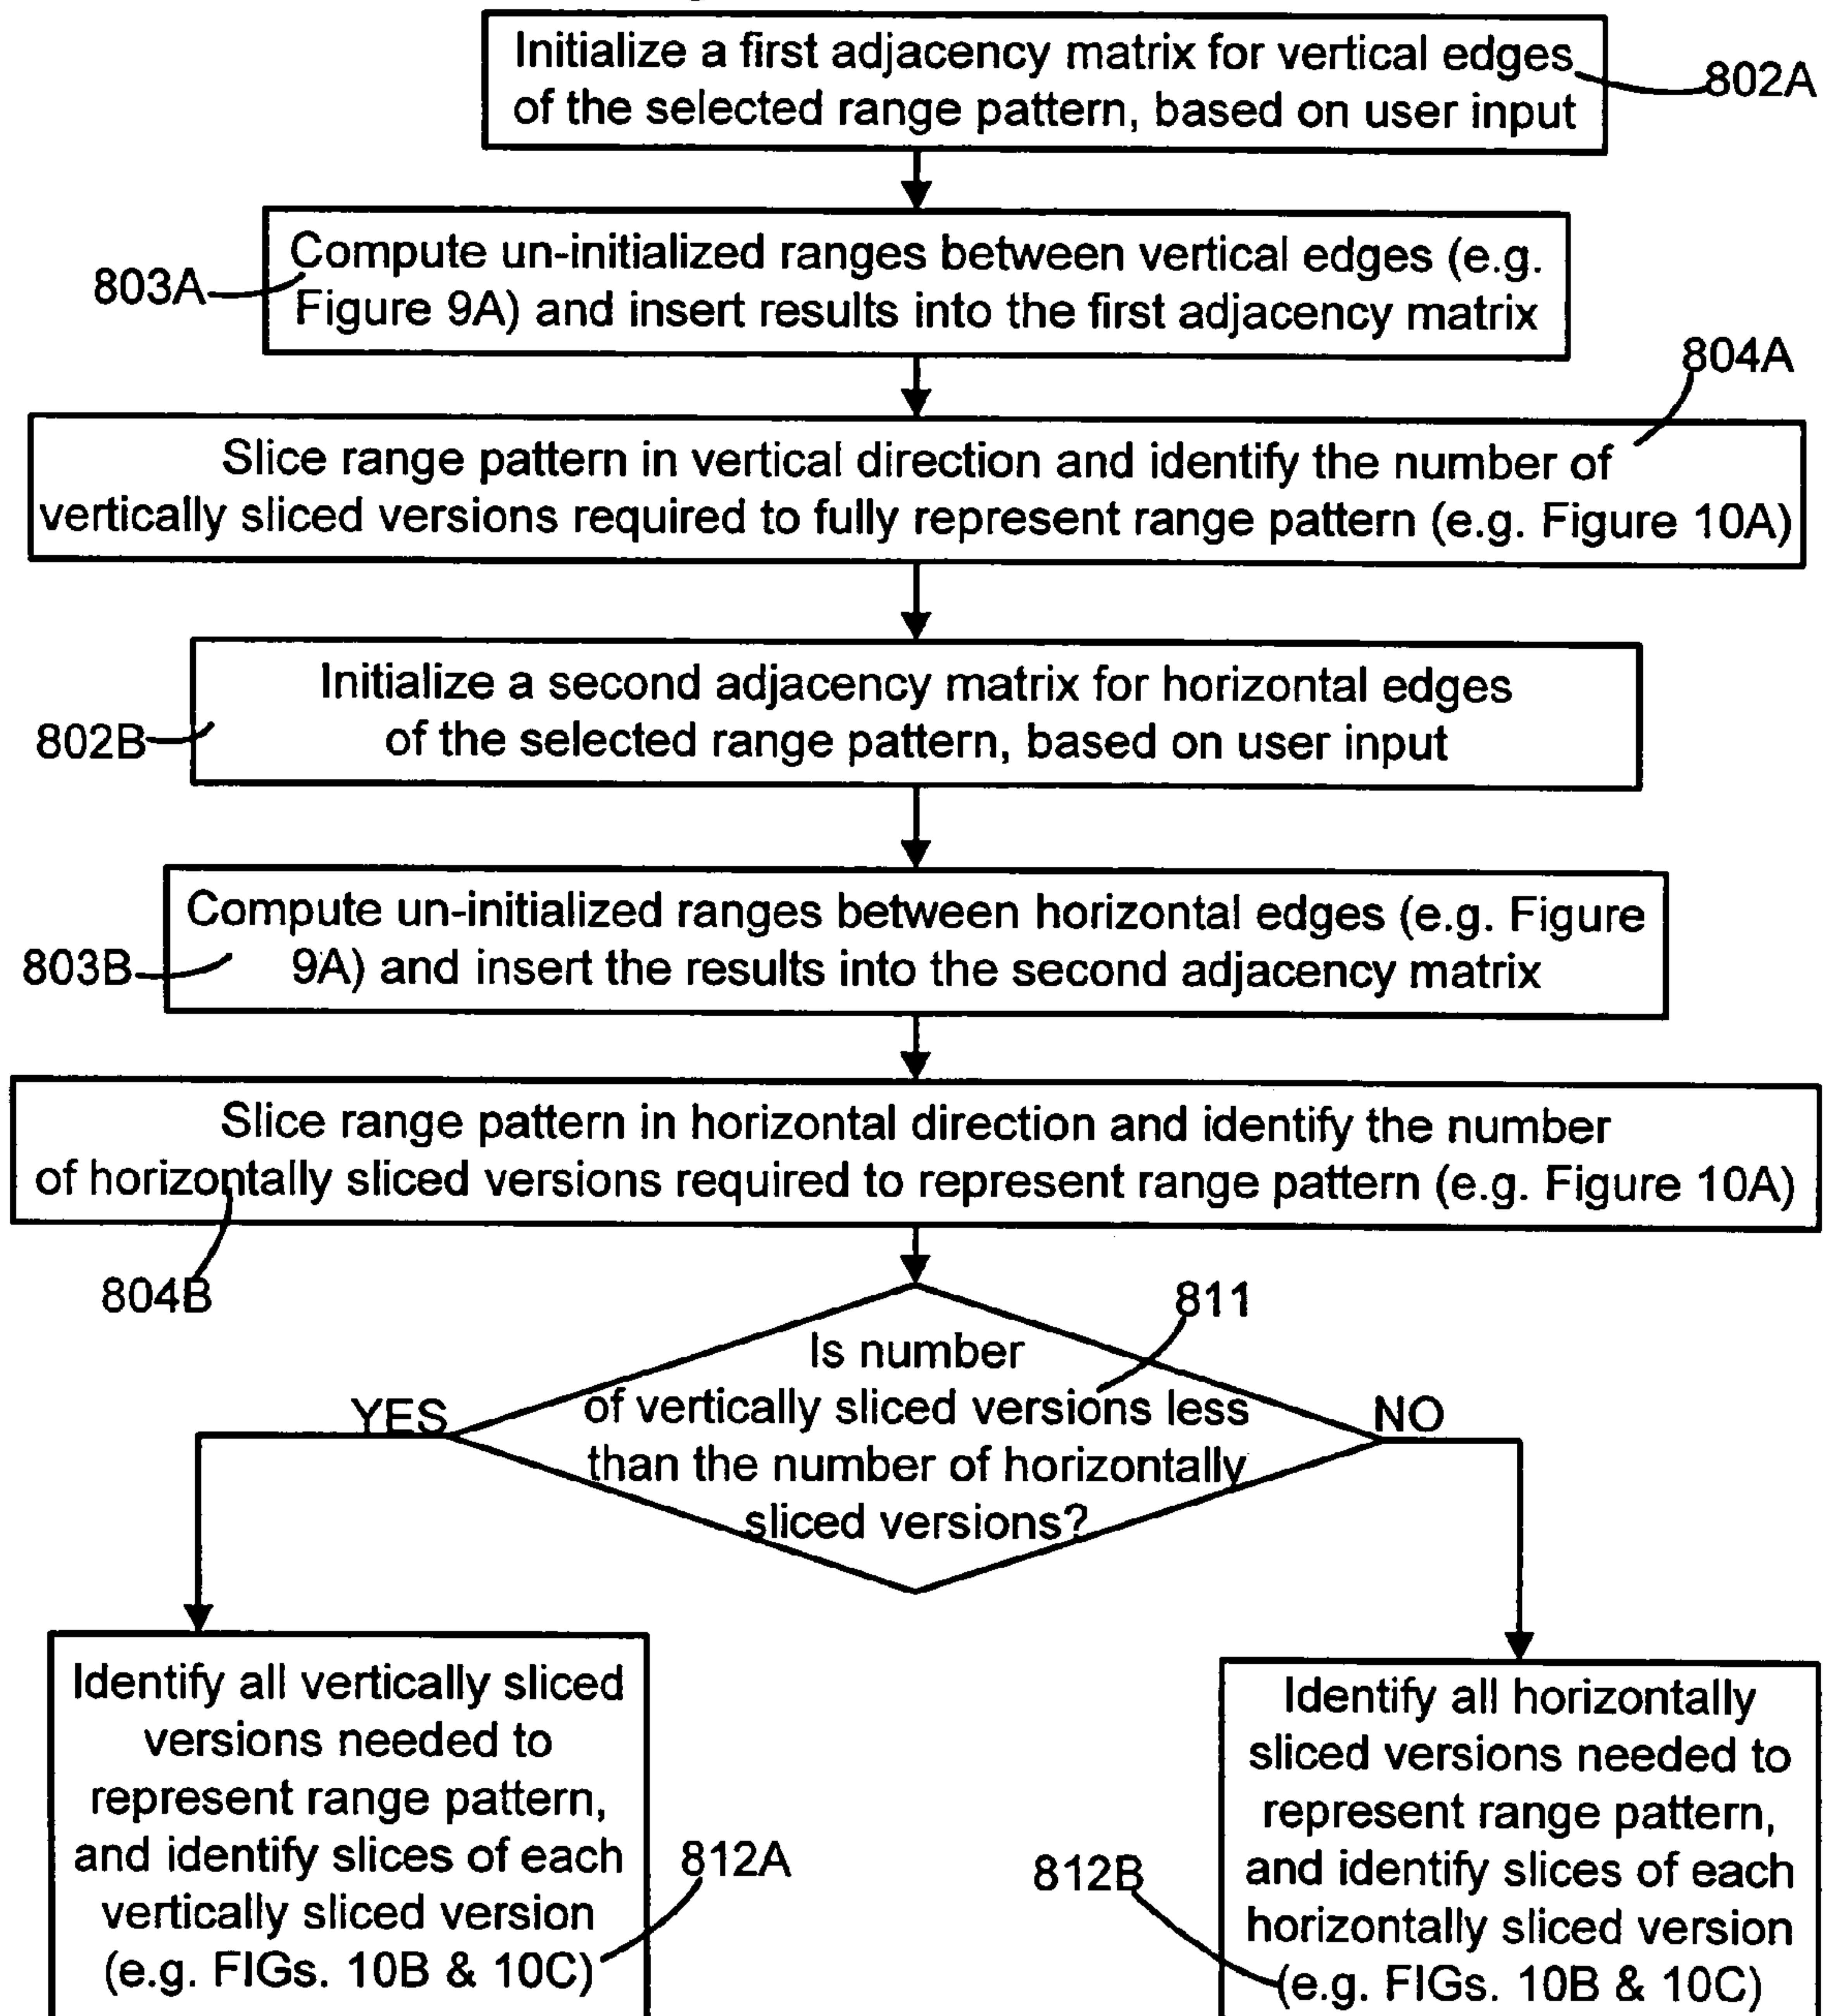 Initialize a first adjacency matrix for vertical edges
of the selected range pattern, based on user input
802A
Compute un-initialized ranges between vertical edges (e.g.
Figure 9A) and insert results into the first adjacency matrix
803A
804A
Slice range pattern in vertical direction and identify the number of
vertically sliced versions required to fully represent range pattern (e.g. Figure 10A)
Initialize a second adjacency matrix for horizontal edges
of the selected range pattern, based on user input
802B
Compute un-initialized ranges between horizontal edges (e.g. Figure
9A) and insert the results into the second adjacency matrix
803B
Slice range pattern in horizontal direction and identify the number
of horizontally sliced versions required to represent range pattern (e.g. Figure 10A)
804B
811
Is number
of vertically sliced versions less
than the number of horizontally
sliced versions?
YES
NO
Identify all vertically sliced
versions needed to
represent range pattern,
and identify slices of each
vertically sliced version
(e.g. FIGs. 10B & 10C)
812A
812B
Identify all horizontally
sliced versions needed to
represent range pattern,
and identify slices of each
horizontally sliced version
(e.g. FIGs. 10B & 10C)